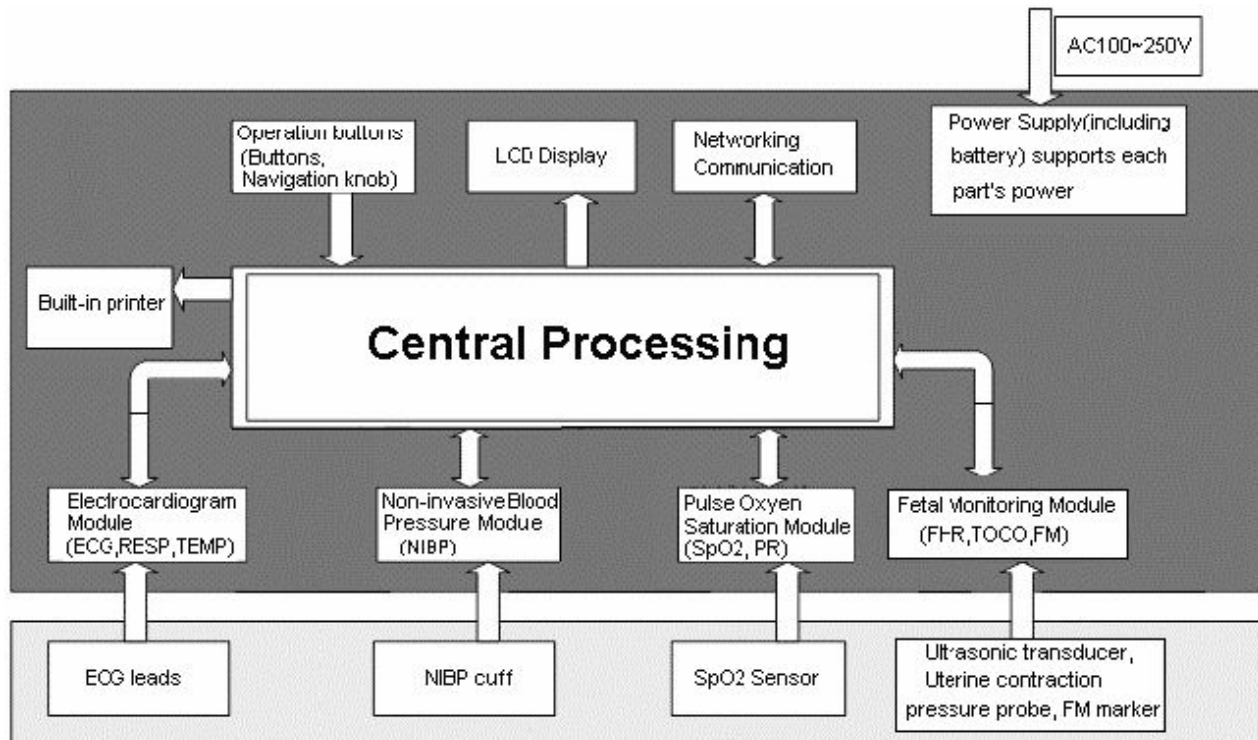 AC100~250V
Operation buttons
(Buttons,
Navigation knob)
LCD Display
Networking
Communication
Power Supply(including
battery) supports each
part's power
Built-in printer
Central Processing
Electrocardiogram
Module
(ECG,RESP,TEMP)
Non-invasive Blood
Pressure Module
(NIBP)
Pulse Oxyen
Saturation Module
(SpO2, PR)
Fetal Monitoring Module
(FHR,TOCO,FM)
ECG leads
NIBP cuff
SpO2 Sensor
Ultrasonic transducer,
Uterine contraction
pressure probe, FM marker